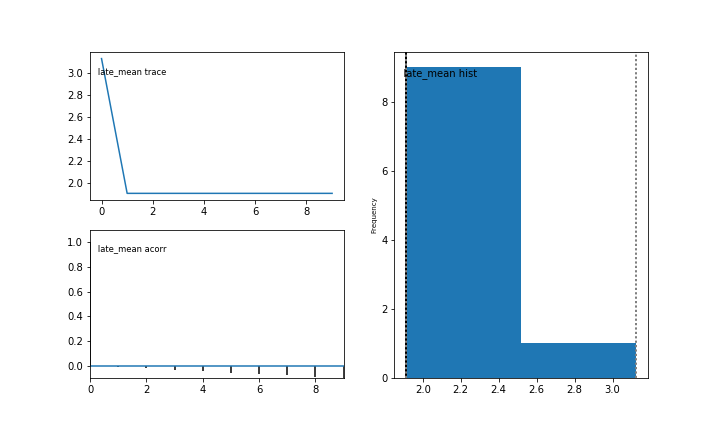 late_mean trace
3.0
2.8
2.6
2.4
2.2
2.0
0 2 4 6 8
late_mean acorr
1.0
0.8
0.6
0.4
0.2
0.0
0 2 4 6 8
late_mean hist
Frequency
8
6
4
2
0
2.0 2.2 2.4 2.6 2.8 3.0